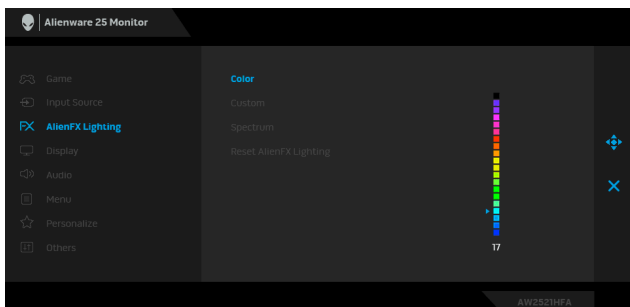 Alienware 25 Monitor
Game
Input Source
FX AlienFX Lighting
Display
Audio
Menu
Personalize
Others
Color
Custom
Spectrum
Reset AlienFX Lighting
17
AW2521HFA